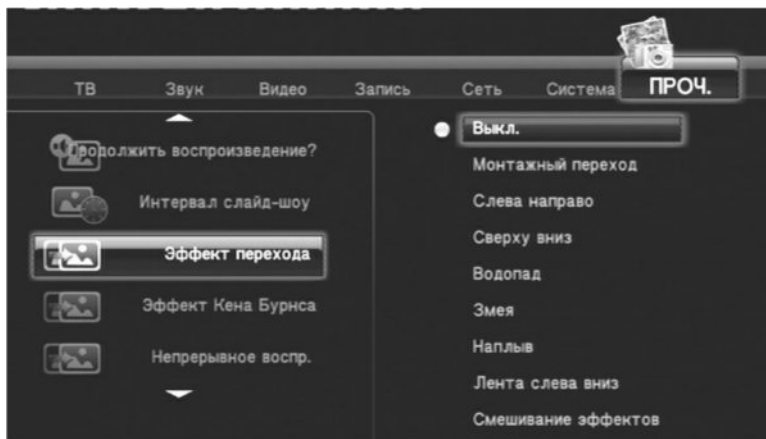 ТВ Звук Видео Запись Сеть Система ПРОЧ.
Продолжить воспроизведение?
Интервал слайд-шоу
Эффект перехода
Эффект Кена Бурнса
Непрерывное воспр.
Выкл.
Монтажный переход
Слева направо
Сверху вниз
Водопад
Змея
Наплыв
Лента слева вниз
Смешивание эффектов